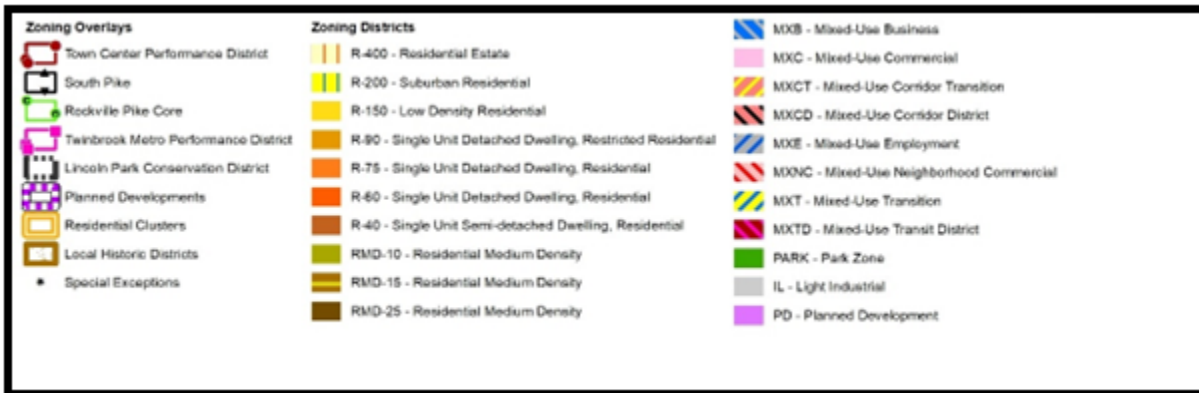 Zoning Overlays
Town Center Performance District
South Pike
Rockville Pike Core
Twinbrook Metro Performance District
Lincoln Park Conservation District
Planned Developments
Residential Clusters
Local Historic Districts
Special Exceptions
Zoning Districts
R-400 - Residential Estate
R-200 - Suburban Residential
R-150 - Low Density Residential
R-90 - Single Unit Detached Dwelling, Restricted Residential
R-75 - Single Unit Detached Dwelling, Residential
R-60 - Single Unit Detached Dwelling, Residential
R-40 - Single Unit Semi-detached Dwelling, Residential
RMD-10 - Residential Medium Density
RMD-15 - Residential Medium Density
RMD-25 - Residential Medium Density
MXB - Mixed-Use Business
MXC - Mixed-Use Commercial
MXCT - Mixed-Use Corridor Transition
MXCD - Mixed-Use Corridor District
MXE - Mixed-Use Employment
MXNC - Mixed-Use Neighborhood Commercial
MXT - Mixed-Use Transition
MXTD - Mixed-Use Transit District
PARK - Park Zone
IL - Light Industrial
PD - Planned Development